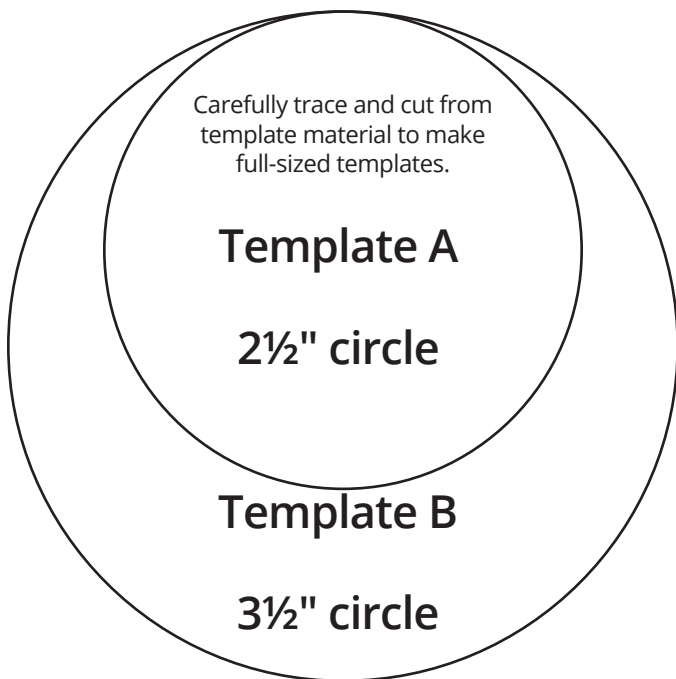 Carefully trace and cut from
template material to make
full-sized templates.
Template A
2½" circle
Template B
3½" circle